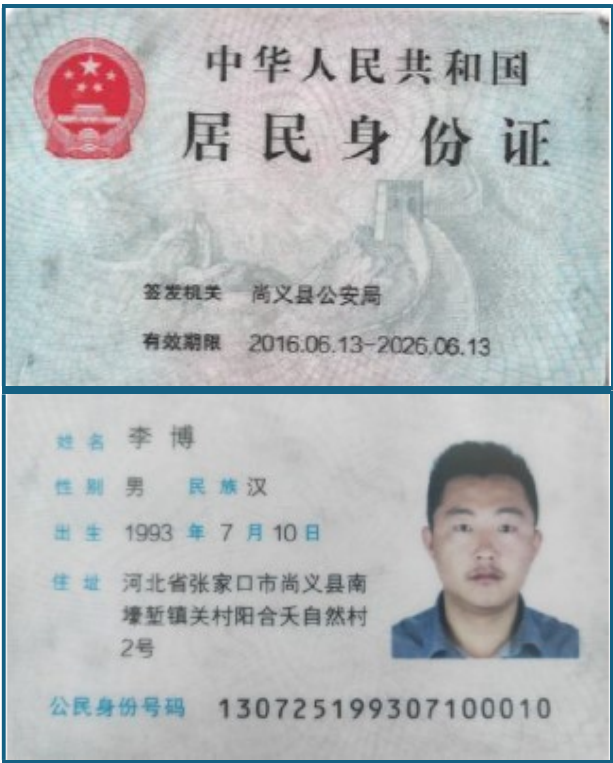 中华人民共和国
居民身份证
签发机关 尚义县公安局
有效期限 2016.06.13-2026.06.13
姓名 李博
性别 男 民族 汉
出生 1993 年 7 月 10 日
住址 河北省张家口市尚义县南
壕堑镇关村阳合夭自然村
2号
公民身份号码 130725199307100010